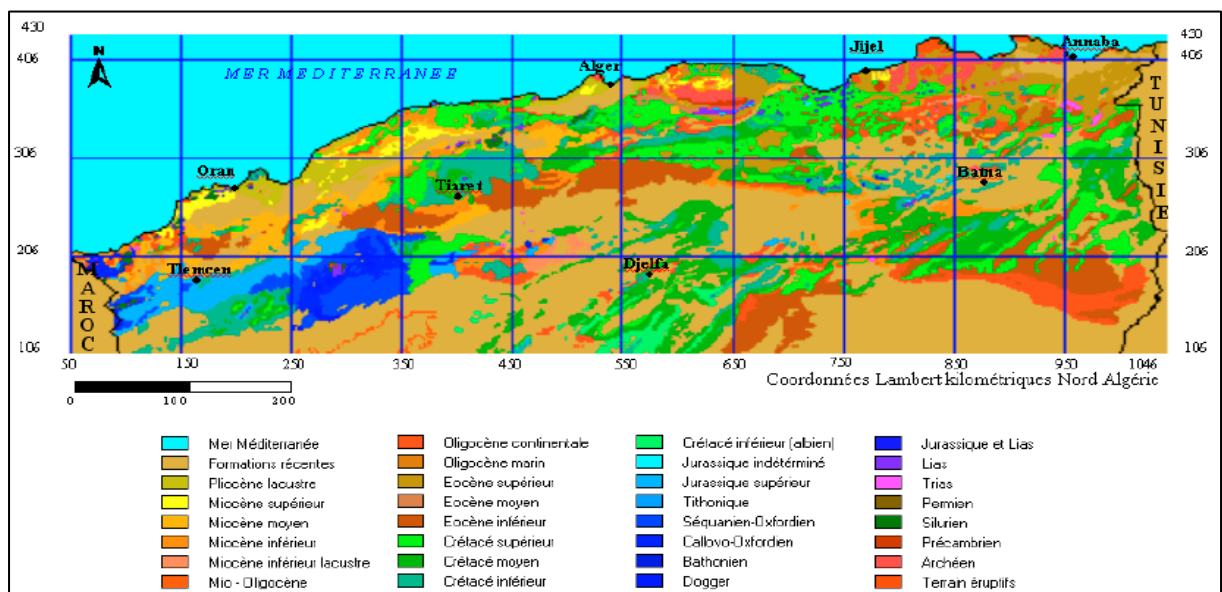 430 430
406 Jijel Annaba 406
N
MER MEDITERRANEE Alger
TUNISIE
306 306
Oran
Tiaret Batna
206 206
Tlemcen Djelfa
MAROC
106 106
50 150 250 350 450 550 650 750 850 950 1046
Coordonnées Lambert kilométriques Nord Algérie
0 100 200
Mer Méditerranée
Formations récentes
Pliocène lacustre
Miocène supérieur
Miocène moyen
Miocène inférieur
Miocène inférieur lacustre
Mio - Oligocène
Oligocène continentale
Oligocène marin
Eocène supérieur
Eocène moyen
Eocène inférieur
Crétacé supérieur
Crétacé moyen
Crétacé inférieur
Crétacé inférieur (albien)
Jurassique indétérminé
Jurassique supérieur
Tithonique
Séquanien-Oxfordien
Callovo-Oxfordien
Bathonien
Dogger
Jurassique et Lias
Lias
Trias
Permien
Silurien
Précambrien
Archéen
Terrain éruptifs